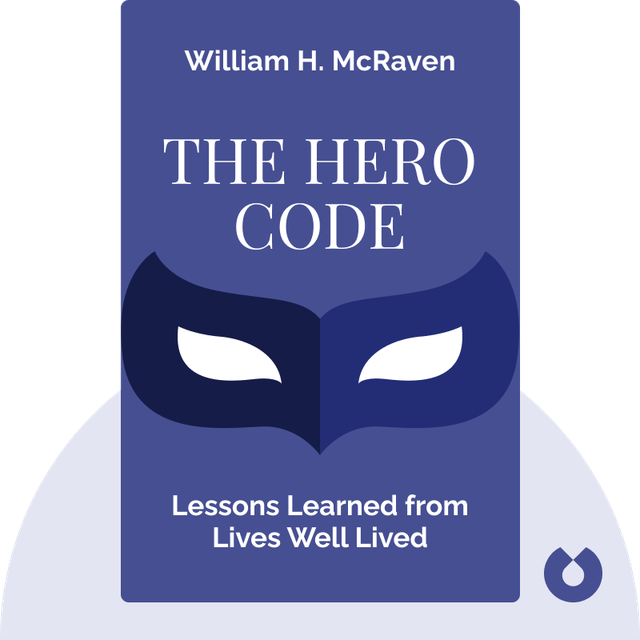 William H. McRaven
THE HERO
CODE
Lessons Learned from
Lives Well Lived